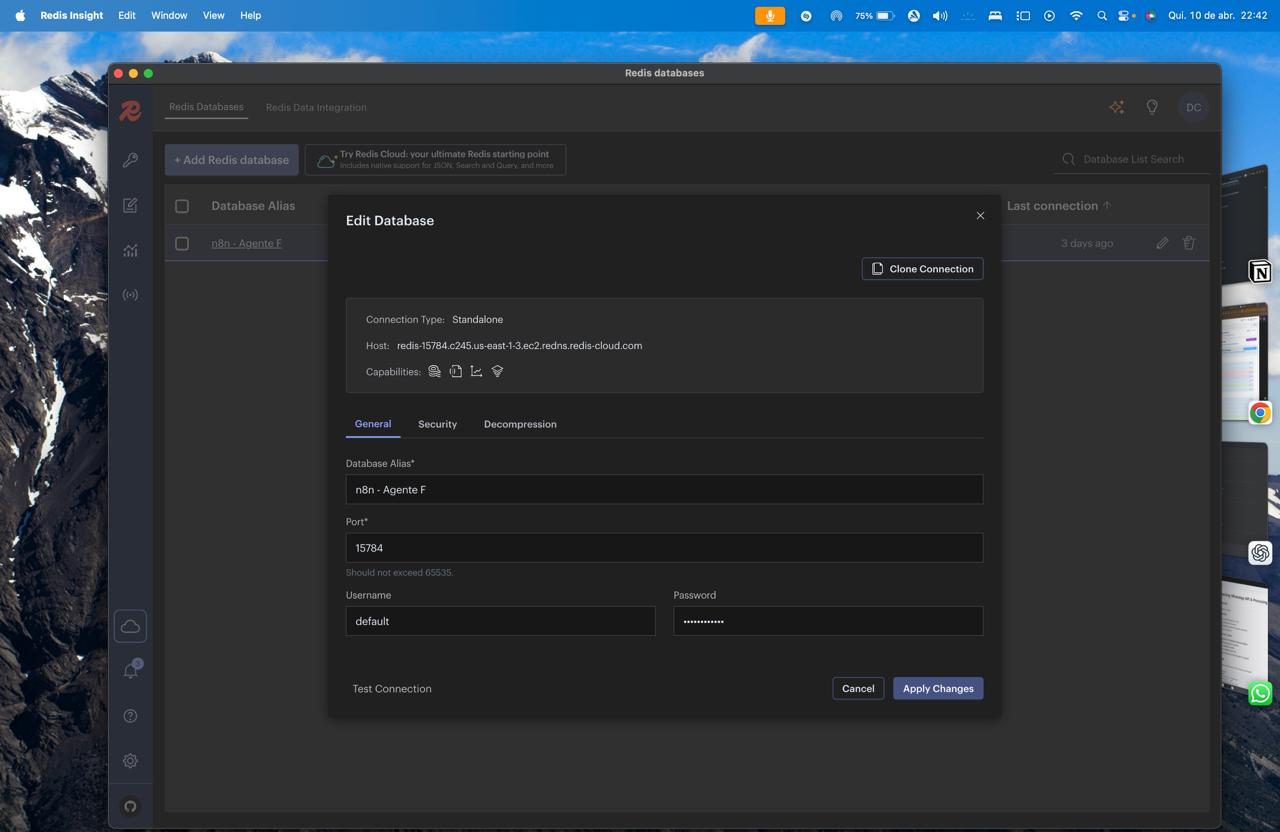 Redis Insight Edit Window View Help
75%
Qui. 10 de abr. 22:42
Redis databases
Redis Databases Redis Data Integration
DC
+ Add Redis database
Try Redis Cloud: your ultimate Redis starting point
Includes native support for JSON, Search and Query, and more
Database List Search
Database Alias
Last connection ↑
n8n - Agente F
3 days ago
Edit Database
Clone Connection
Connection Type: Standalone
Host: redis-15784.c245.us-east-1-3.ec2.redns.redis-cloud.com
Capabilities:
General Security Decompression
Database Alias*
n8n - Agente F
Port*
15784
Should not exceed 65535.
Username
Password
default
••••••••••••
Test Connection
Cancel
Apply Changes